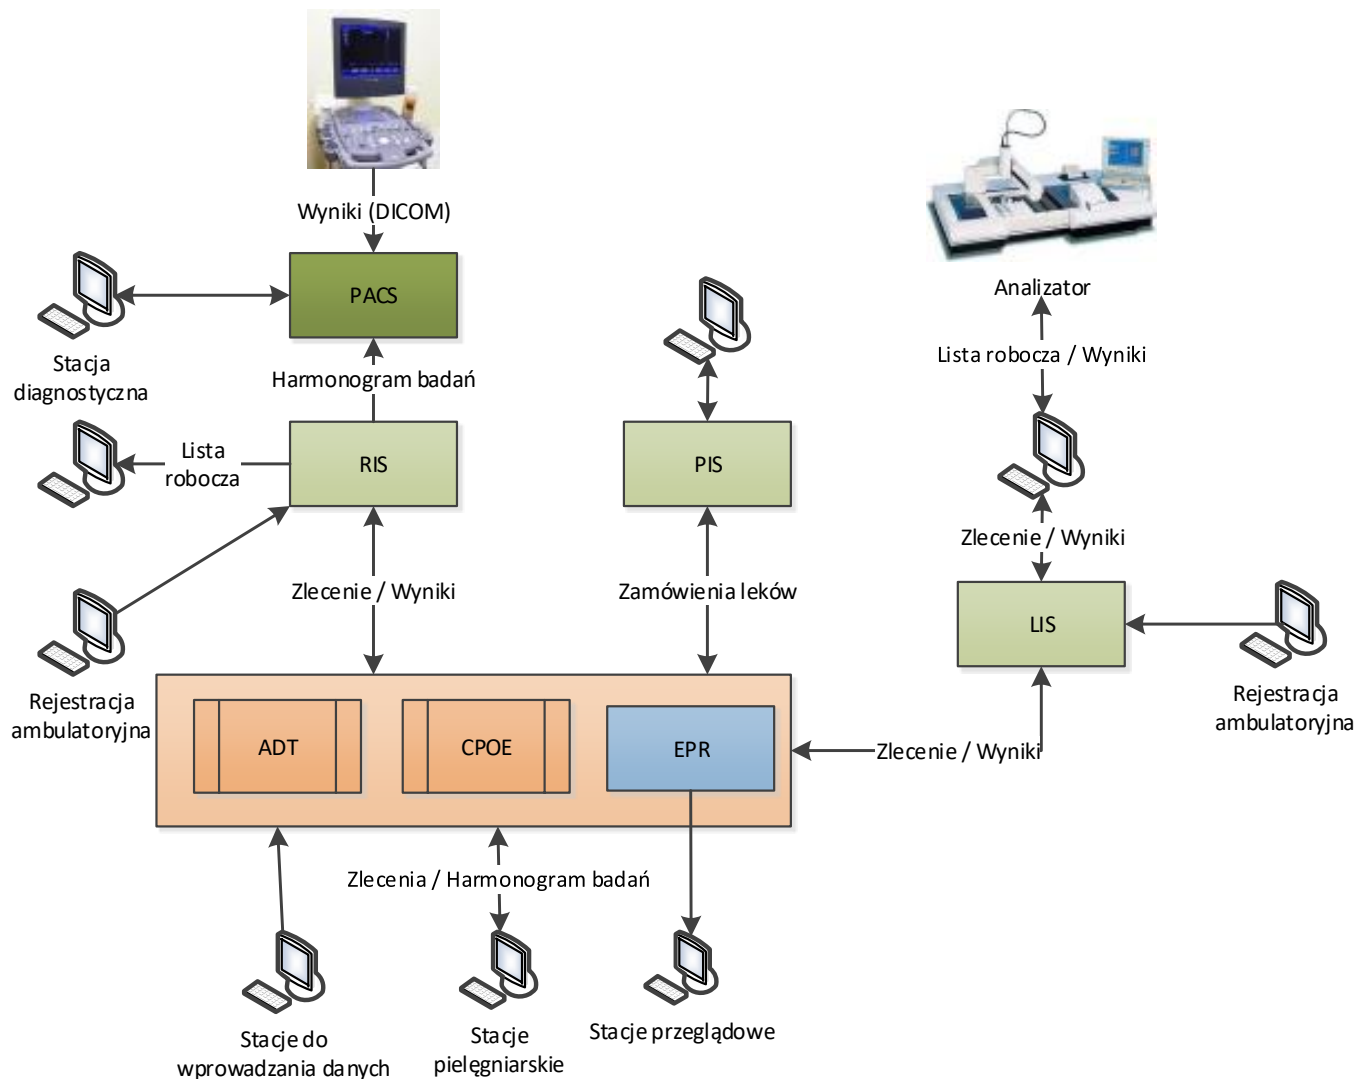 Wyniki (DICOM)
PACS
Analizator
Stacja
diagnostyczna
Harmonogram badań
Lista robocza / Wyniki
Lista
robocza
RIS
PIS
Zlecenie / Wyniki
Zlecenie / Wyniki
Zamówienia leków
LIS
Rejestracja
ambulatoryjna
Rejestracja
ambulatoryjna
ADT
CPOE
EPR
Zlecenie / Wyniki
Zlecenia / Harmonogram badań
Stacje do
wprowadzania danych
Stacje
pielęgniarskie
Stacje przeglądowe